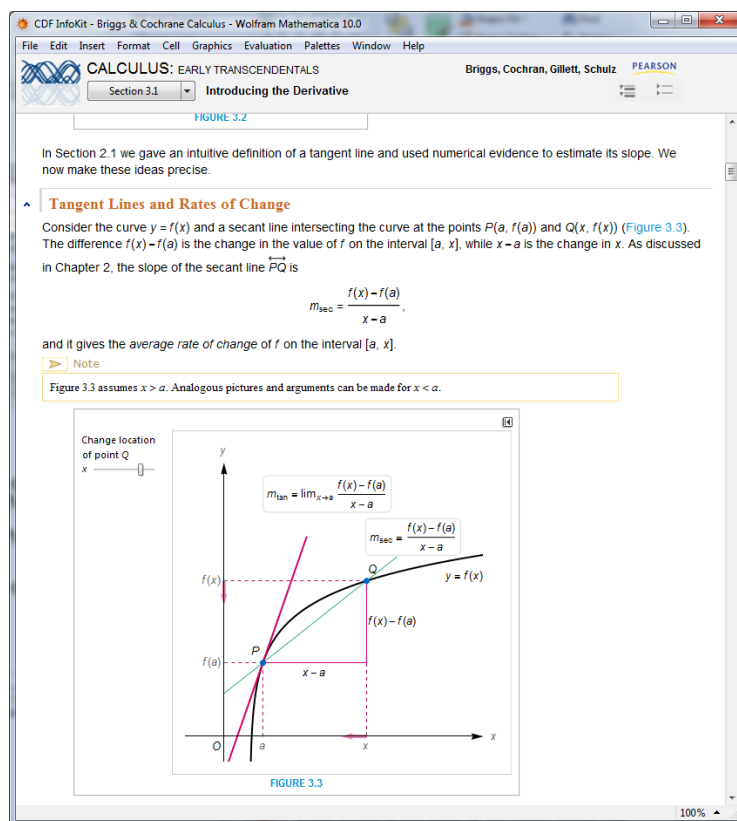 CDF InfoKit - Briggs & Cochrane Calculus - Wolfram Mathematica 10.0
File Edit Insert Format Cell Graphics Evaluation Palettes Window Help
CALCULUS: EARLY TRANSCENDENTALS
Briggs, Cochran, Gillett, Schulz PEARSON
Section 3.1 Introducing the Derivative
FIGURE 3.2
In Section 2.1 we gave an intuitive definition of a tangent line and used numerical evidence to estimate its slope. We
now make these ideas precise.
Tangent Lines and Rates of Change
Consider the curve y = f(x) and a secant line intersecting the curve at the points P(a, f(a)) and Q(x, f(x)) (Figure 3.3).
The difference f(x) – f(a) is the change in the value of f on the interval [a, x], while x – a is the change in x. As discussed
in Chapter 2, the slope of the secant line PQ is
m_sec = (f(x) – f(a)) / (x – a),
and it gives the average rate of change of f on the interval [a, x].
Note
Figure 3.3 assumes x > a. Analogous pictures and arguments can be made for x < a.
Change location
of point Q
x
y
m_tan = lim_x→a (f(x) – f(a)) / (x – a)
m_sec = (f(x) – f(a)) / (x – a)
Q
f(x)
y = f(x)
f(x) – f(a)
P
f(a)
x – a
O a x x
FIGURE 3.3
100%